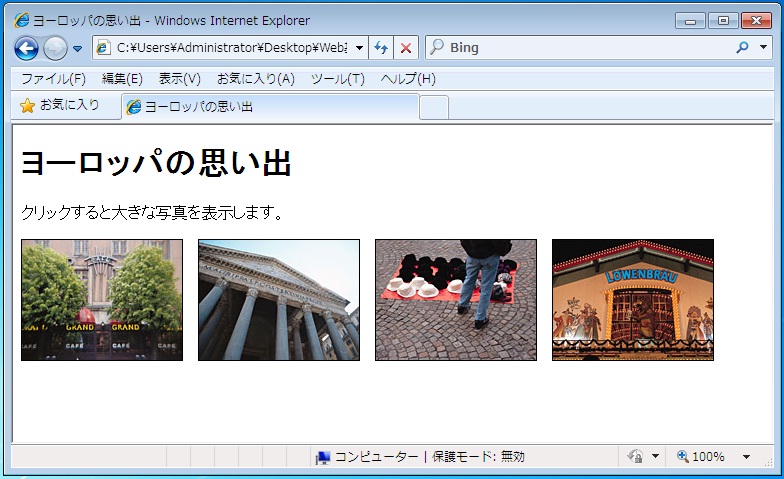 ヨーロッパの思い出 - Windows Internet Explorer
C:¥Users¥Administrator¥Desktop¥Web
Bing
ファイル(F) 編集(E) 表示(V) お気に入り(A) ツール(T) ヘルプ(H)
お気に入り ヨーロッパの思い出
ヨーロッパの思い出
クリックすると大きな写真を表示します。
GRAND GRAND
CAFÉ CAFÉ CAFÉ
LÖWENBRÄU
コンピューター | 保護モード: 無効
100%